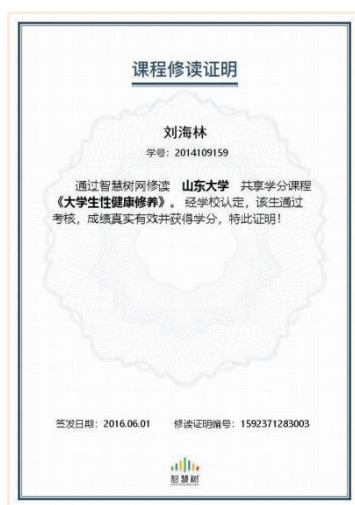 课程修读证明
刘海林
学号：2014109159
通过智慧树网修读 山东大学 共享学分课程
《大学生性健康修养》。经学校认定，该生通过
考核，成绩真实有效并获得学分，特此证明！
签发日期：2016.06.01 修读证明编号：1592371283003
智慧树